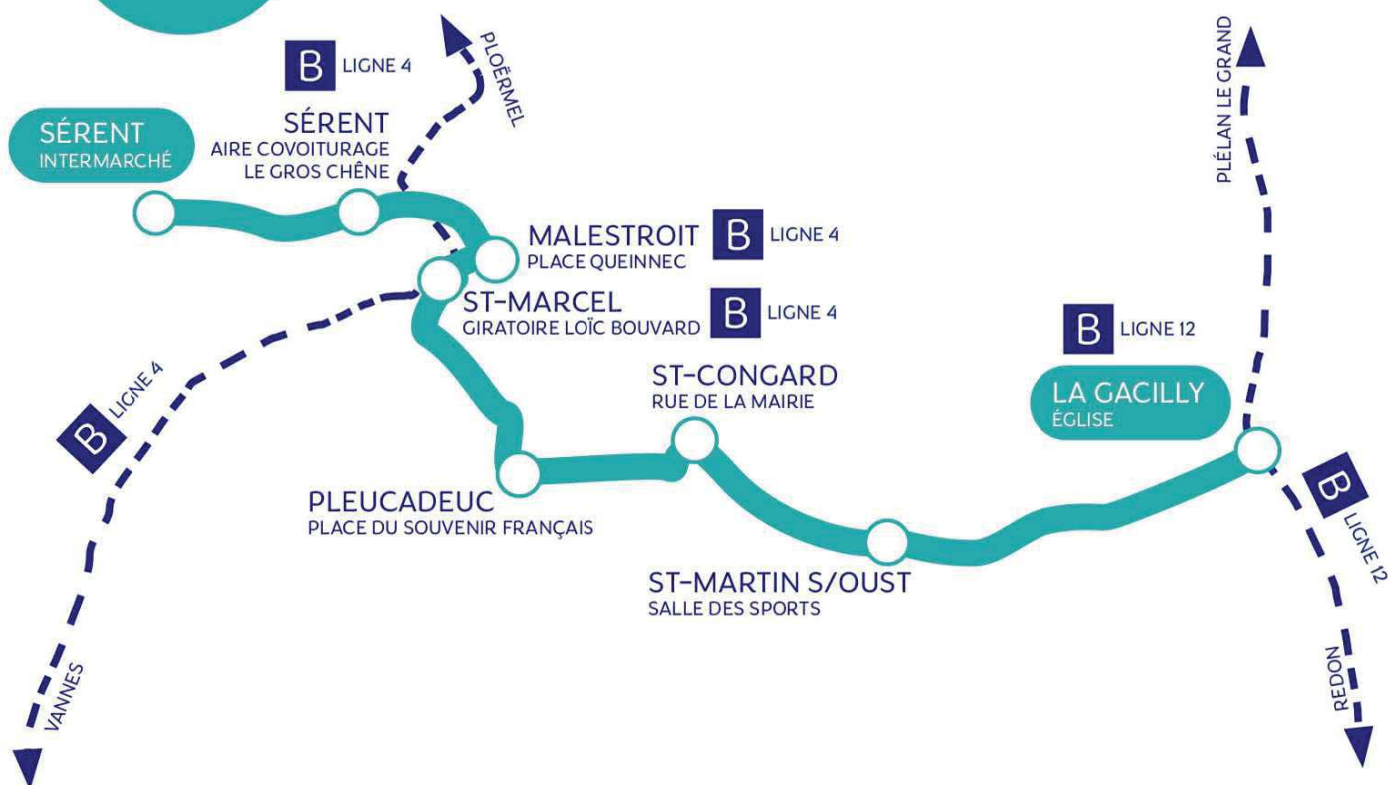 B LIGNE 4
PLOËRMEL
PLÉLAN LE GRAND
SÉRENT
INTERMARCHÉ
SÉRENT
AIRE COVOITURAGE
LE GROS CHÊNE
MALESTROIT
PLACE QUEINNEC
B LIGNE 4
ST-MARCEL
GIRATOIRE LOÏC BOUVARD
B LIGNE 4
B LIGNE 12
LA GACILLY
ÉGLISE
ST-CONGARD
RUE DE LA MAIRIE
B LIGNE 4
PLEUCADEUC
PLACE DU SOUVENIR FRANÇAIS
B LIGNE 12
ST-MARTIN S/OUST
SALLE DES SPORTS
VANNES
REDON